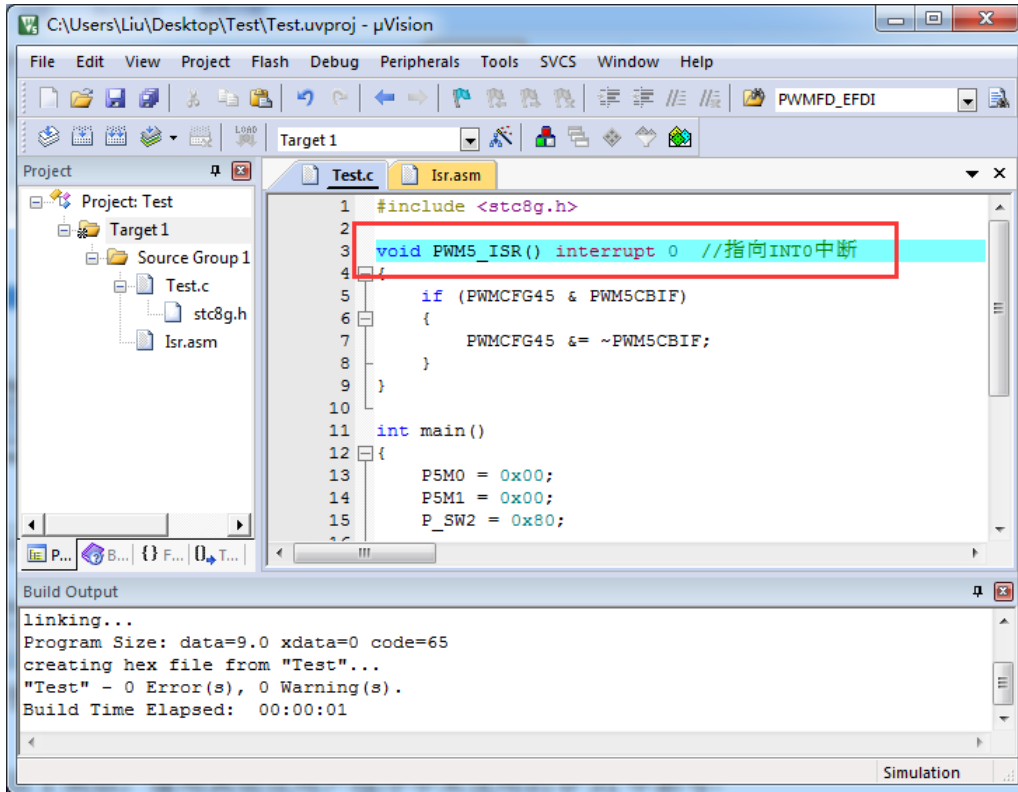 C:\Users\Liu\Desktop\Test\Test.uvproj - µVision
File Edit View Project Flash Debug Peripherals Tools SVCS Window Help
PWMFD_EFDI
LOAD Target 1
Project
Test.c Isr.asm
Project: Test
Target 1
Source Group 1
Test.c
stc8g.h
Isr.asm
1 #include <stc8g.h>
2
3 void PWM5_ISR() interrupt 0 //指向INT0中断
4 {
5 if (PWMCFG45 & PWM5CBIF)
6 {
7 PWMCFG45 &= ~PWM5CBIF;
8 }
9 }
10
11 int main()
12 {
13 P5M0 = 0x00;
14 P5M1 = 0x00;
15 P_SW2 = 0x80;
P... B... {} F... 0 T...
Build Output
linking...
Program Size: data=9.0 xdata=0 code=65
creating hex file from "Test"...
"Test" - 0 Error(s), 0 Warning(s).
Build Time Elapsed: 00:00:01
Simulation